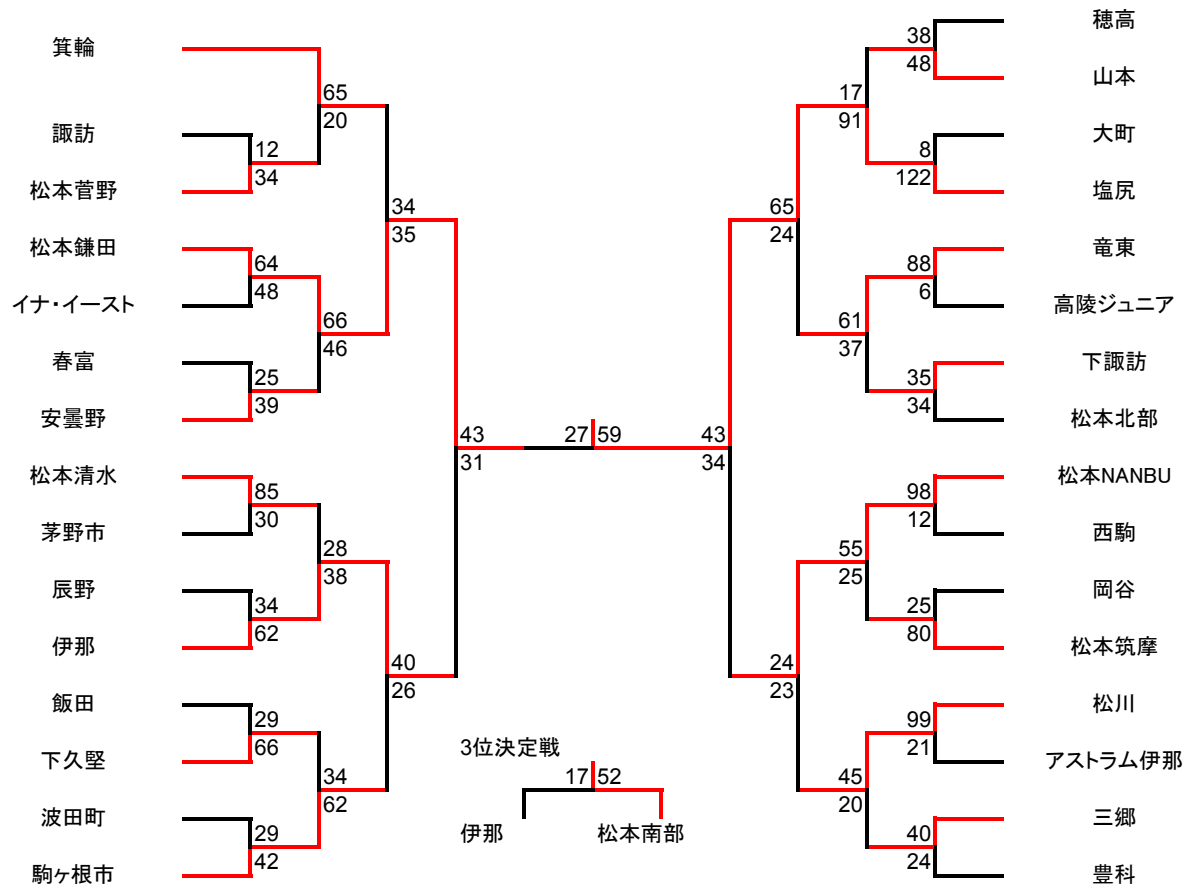 箕輪
諏訪
松本菅野
松本鎌田
イナ・イースト
春富
安曇野
松本清水
茅野市
辰野
伊那
飯田
下久堅
波田町
駒ヶ根市
12
34
64
48
25
39
85
30
34
62
29
66
29
42
65
20
66
46
28
38
34
62
34
35
40
26
43
31
27 59
3位決定戦
17 52
伊那 松本南部
43
34
65
24
24
23
17
91
61
37
55
25
45
20
38
48
8
122
88
6
35
34
98
12
25
80
99
21
40
24
穂高
山本
大町
塩尻
竜東
高陵ジュニア
下諏訪
松本北部
松本NANBU
西駒
岡谷
松本筑摩
松川
アストラム伊那
三郷
豊科